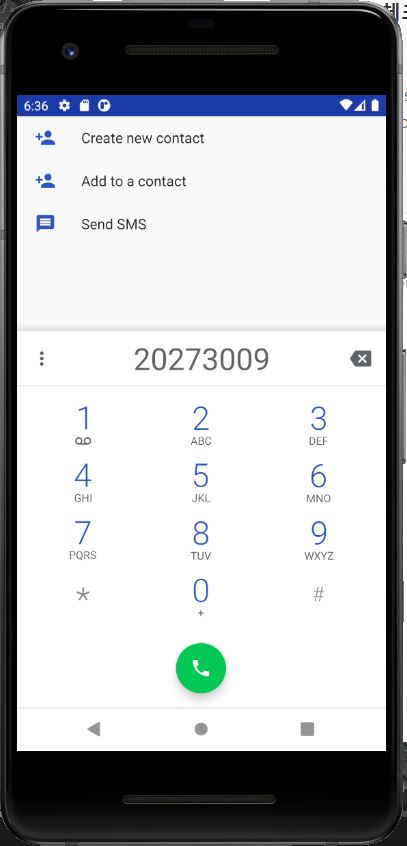 6:36
Create new contact
Add to a contact
Send SMS
20273009
1 2 3
ABC DEF
4 5 6
GHI JKL MNO
7 8 9
PQRS TUV WXYZ
* 0 #
+